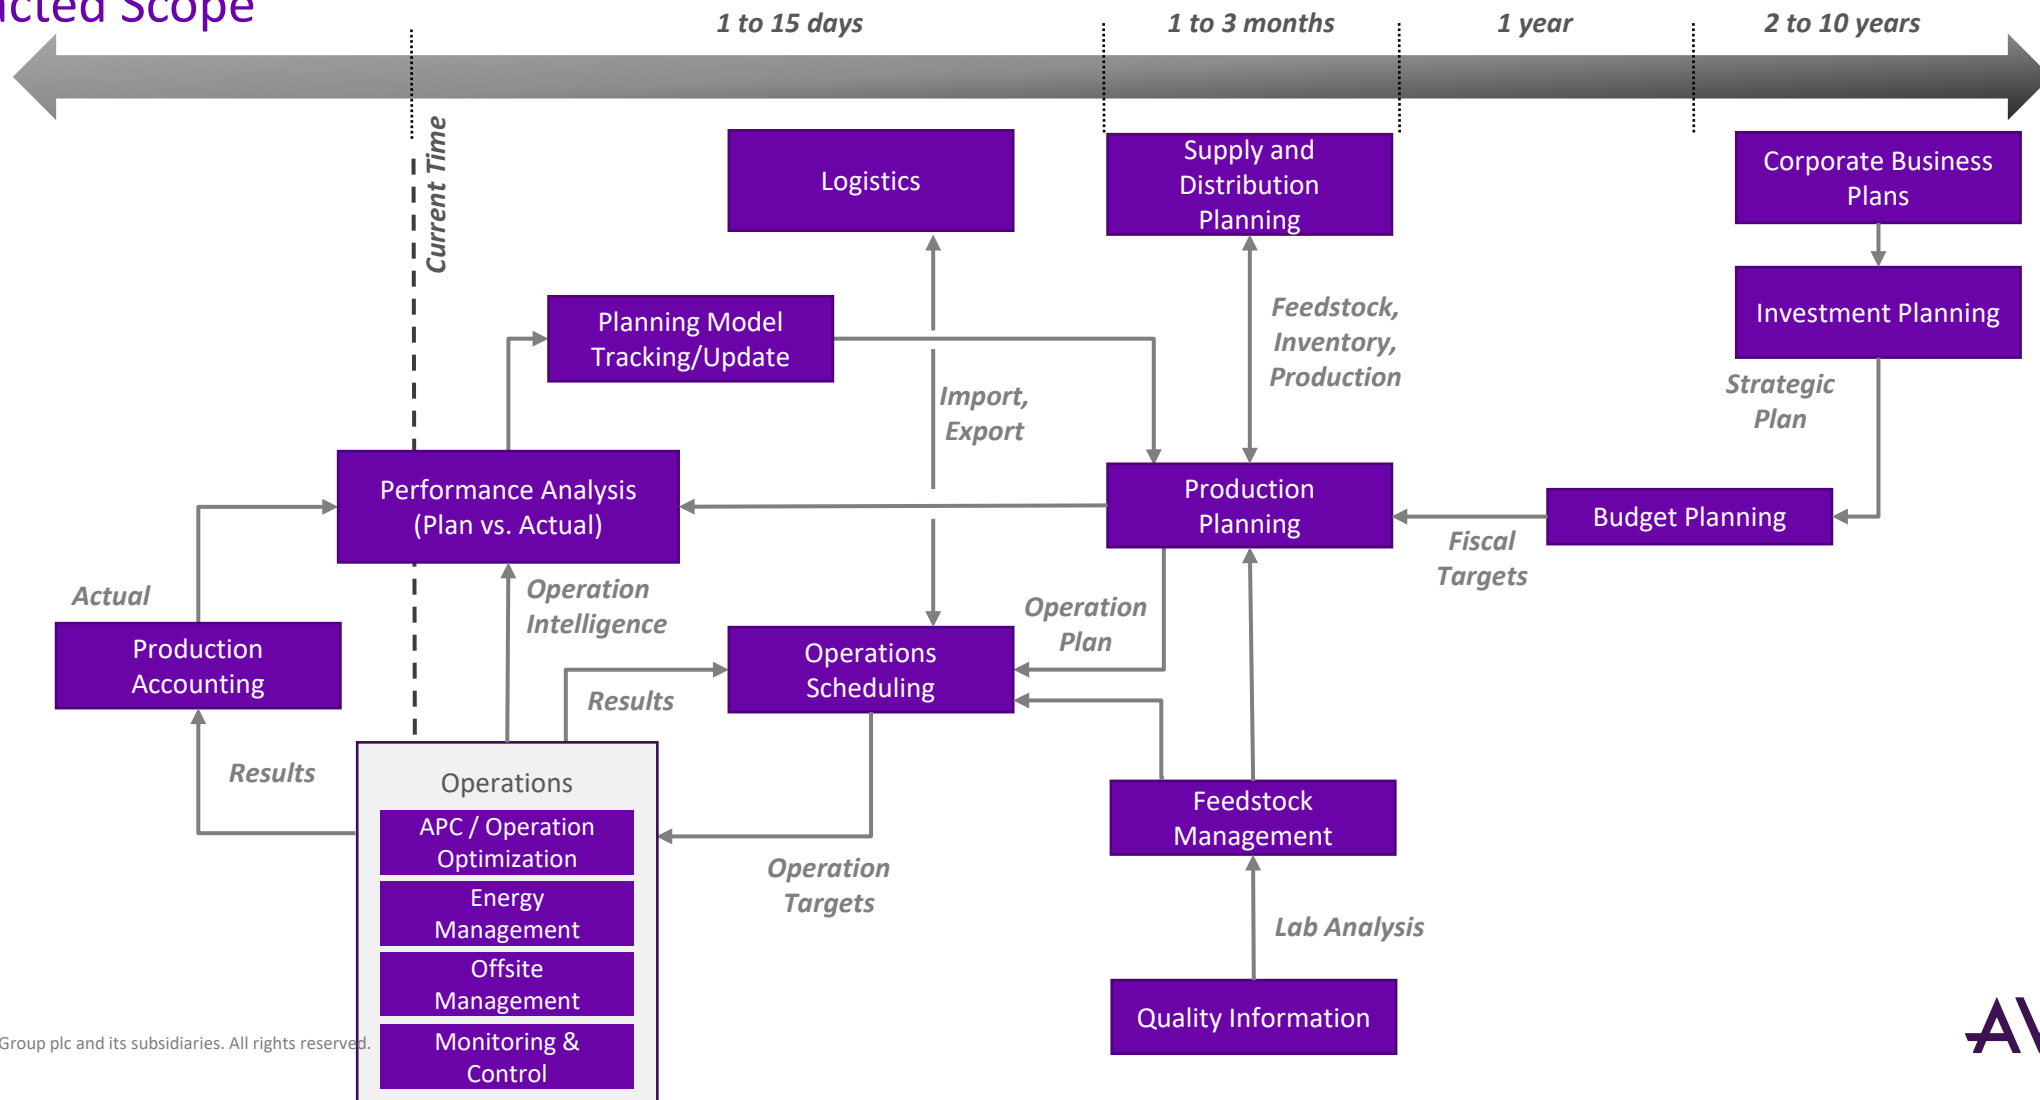 Scope
1 to 15 days
1 to 3 months
1 year
2 to 10 years
Current Time
Logistics
Supply and
Distribution
Planning
Corporate Business
Plans
Planning Model
Tracking/Update
Feedstock,
Inventory,
Production
Investment Planning
Import,
Export
Strategic
Plan
Performance Analysis
(Plan vs. Actual)
Production
Planning
Budget Planning
Fiscal
Targets
Actual
Operation
Intelligence
Operation
Plan
Production
Accounting
Operations
Scheduling
Results
Results
Operations
APC / Operation
Optimization
Energy
Management
Offsite
Management
Monitoring &
Control
Operation
Targets
Feedstock
Management
Lab Analysis
Quality Information
Group plc and its subsidiaries. All rights reserved.